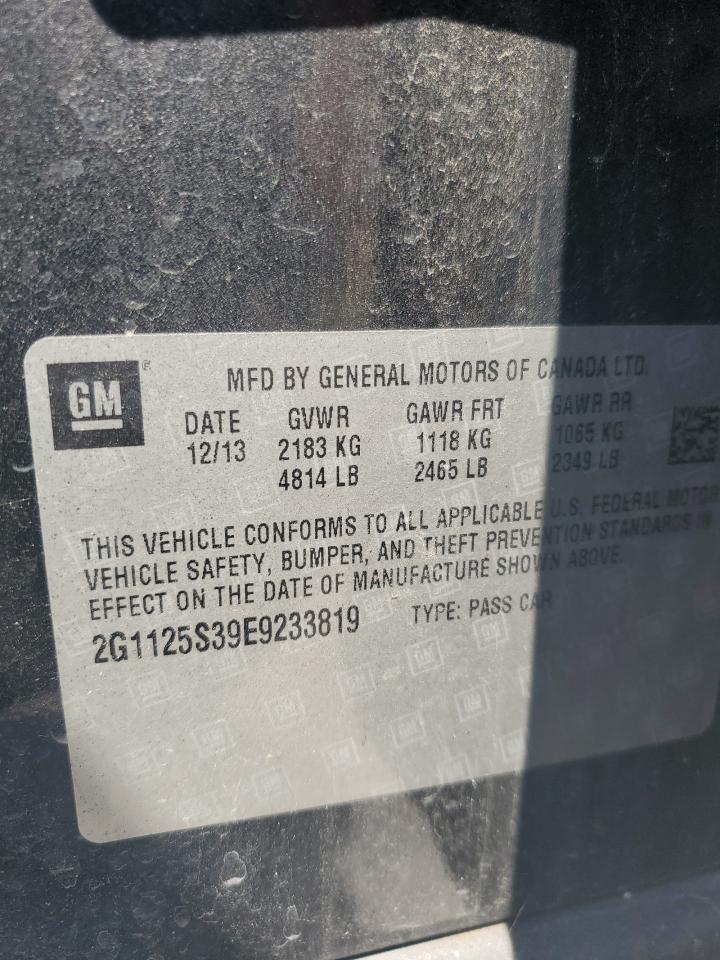 GM
®
MFD BY GENERAL MOTORS OF CANADA LTD.
DATE GVWR GAWR FRT GAWR RR
12/13 2183 KG 1118 KG 1065 KG
4814 LB 2465 LB 2349 LB
THIS VEHICLE CONFORMS TO ALL APPLICABLE U.S. FEDERAL MOTOR
VEHICLE SAFETY, BUMPER, AND THEFT PREVENTION STANDARDS IN
EFFECT ON THE DATE OF MANUFACTURE SHOWN ABOVE.
2G1125S39E9233819 TYPE: PASS CAR